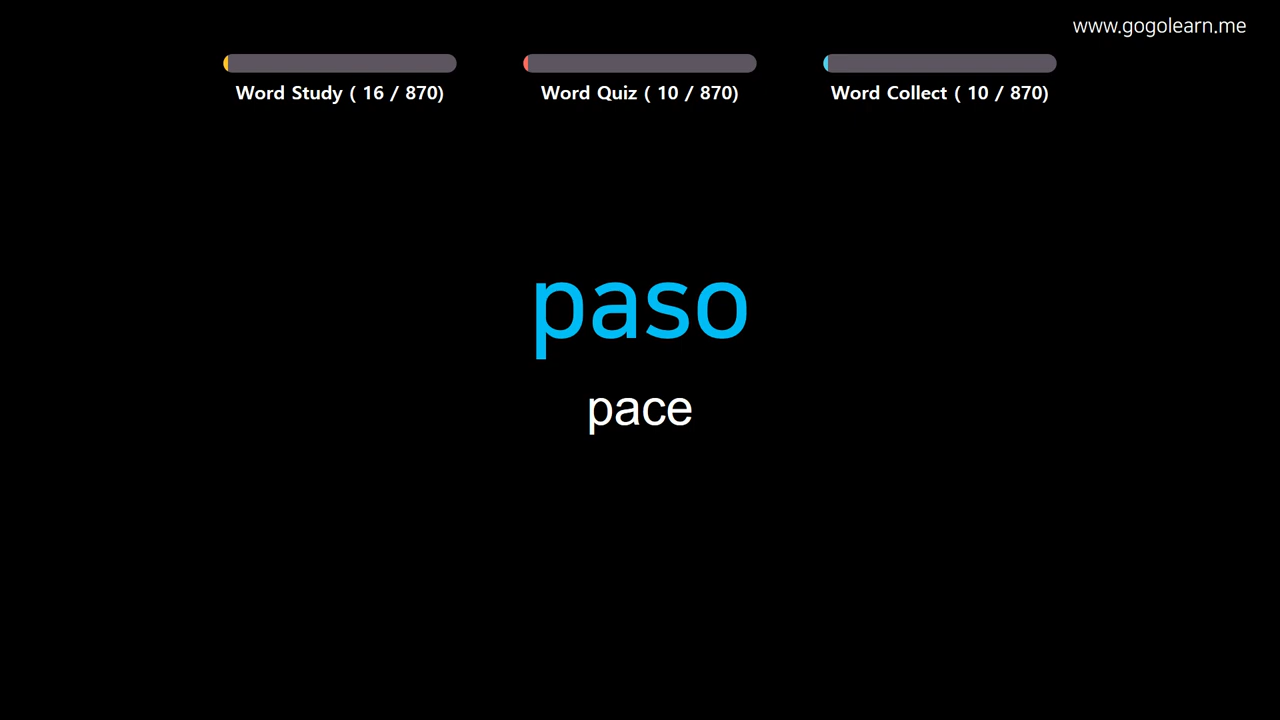 www.gogolearn.me
Word Study ( 16 / 870)
Word Quiz ( 10 / 870)
Word Collect ( 10 / 870)
paso
pace